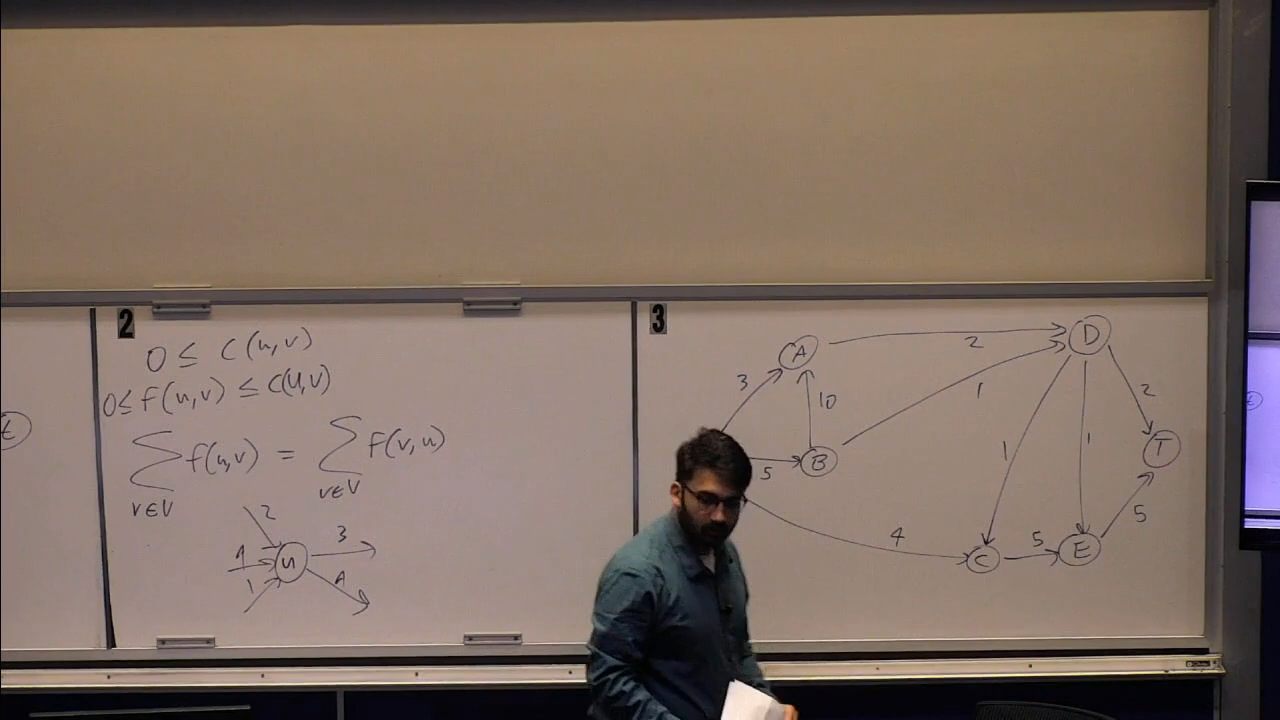 2
0 ≤ c(u,v)
0 ≤ f(u,v) ≤ c(u,v)
∑ f(u,v) = ∑ f(v,u)
v∈V v∈V
2
3
4
u
1
4
t
3
A
2
D
3
10
1
2
B
5
T
1
1
5
4
5
C
E